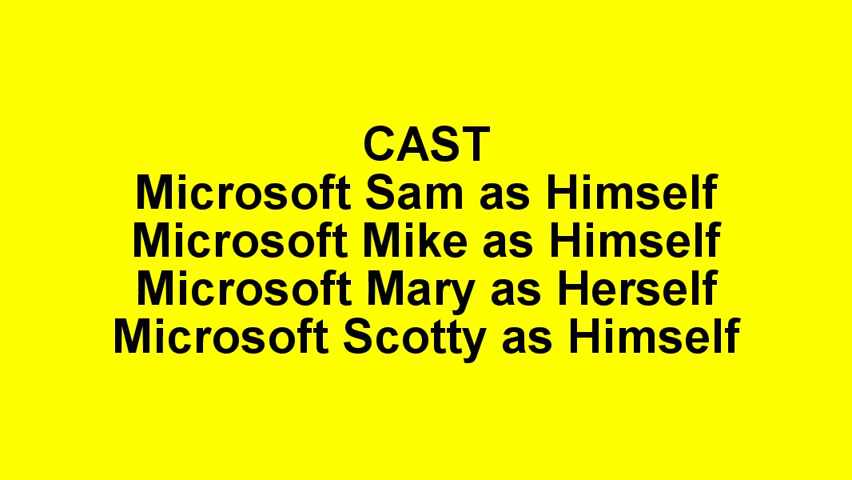 CAST
Microsoft Sam as Himself
Microsoft Mike as Himself
Microsoft Mary as Herself
Microsoft Scotty as Himself